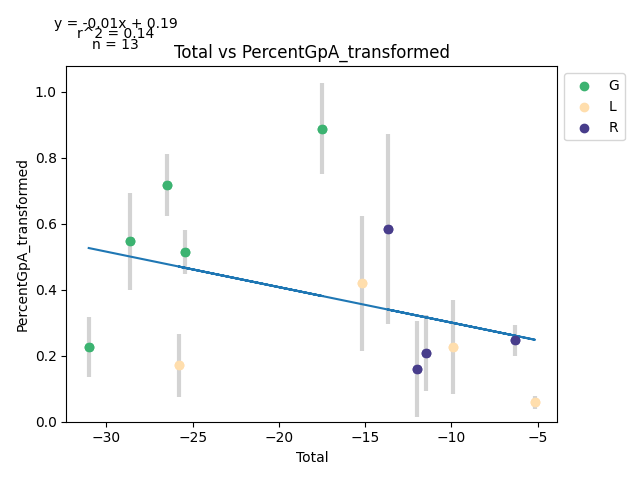 y = -0.01x + 0.19
r^2 = 0.14
n = 13
Total vs PercentGpA_transformed
G
L
R
PercentGpA_transformed
1.0
0.8
0.6
0.4
0.2
0.0
−30
−25
−20
−15
−10
−5
Total